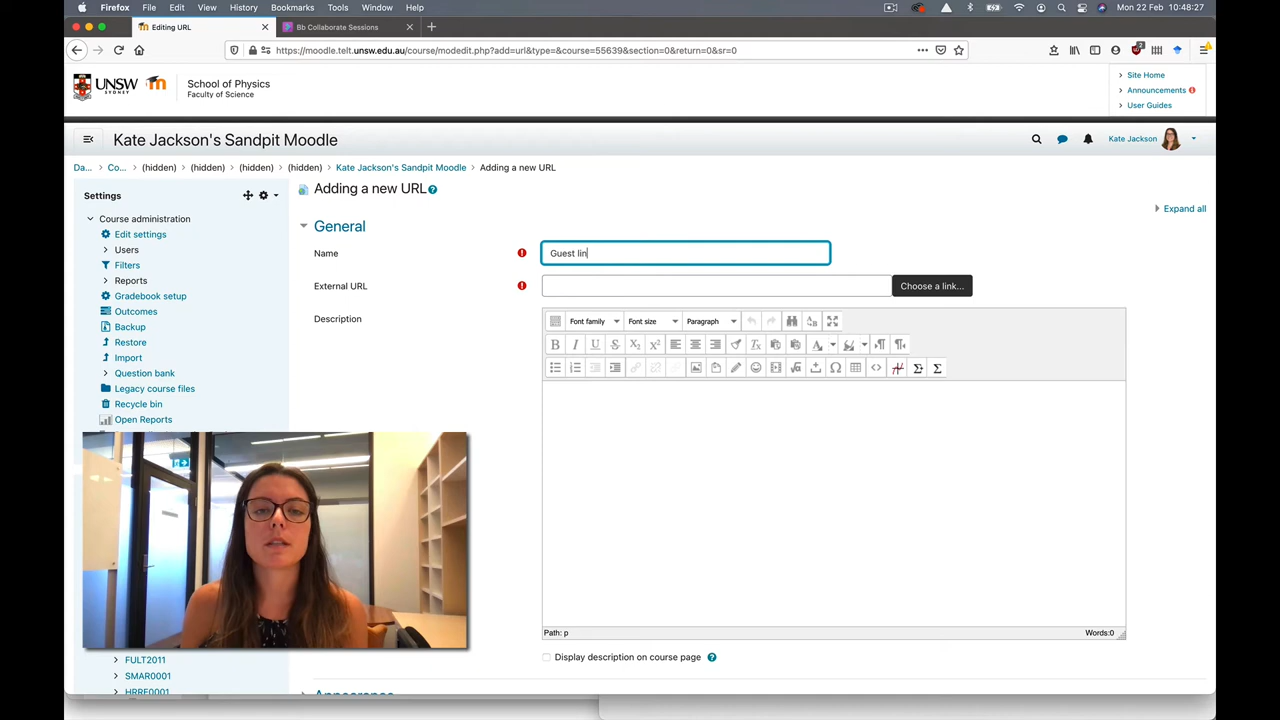 Firefox File Edit View History Bookmarks Tools Window Help
Mon 22 Feb 10:48:27
Editing URL
Bb Collaborate Sessions
https://moodle.telt.unsw.edu.au/course/modedit.php?add=url&type=&course=55639&section=0&return=0&sr=0
2
UNSW
SYDNEY
School of Physics
Faculty of Science
Site Home
Announcements
User Guides
Kate Jackson's Sandpit Moodle
Kate Jackson
Da... > Co... > (hidden) > (hidden) > (hidden) > (hidden) > Kate Jackson's Sandpit Moodle > Adding a new URL
Settings
Course administration
Edit settings
Users
Filters
Reports
Gradebook setup
Outcomes
Backup
Restore
Import
Question bank
Legacy course files
Recycle bin
Open Reports
FULT2011
SMAR0001
HRRE0001
Adding a new URL
Expand all
General
Name
Guest lin
External URL
Choose a link...
Description
Font family
Font size
Paragraph
Path: p
Words:0
Display description on course page
Appearance